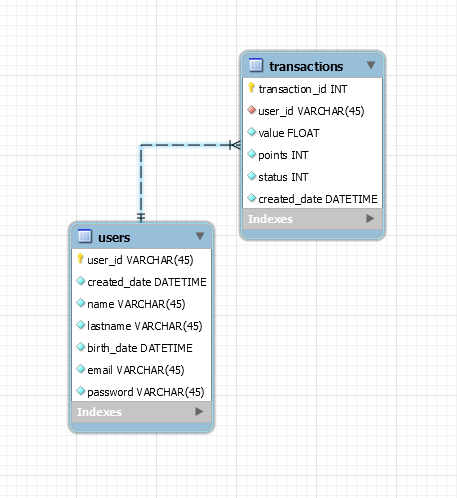 transactions
transaction_id INT
user_id VARCHAR(45)
value FLOAT
points INT
status INT
created_date DATETIME
Indexes
users
user_id VARCHAR(45)
created_date DATETIME
name VARCHAR(45)
lastname VARCHAR(45)
birth_date DATETIME
email VARCHAR(45)
password VARCHAR(45)
Indexes